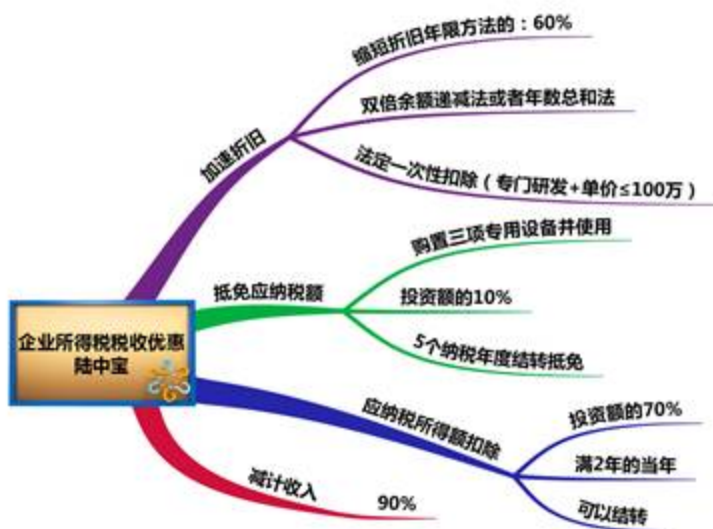 企业所得税税收优惠
陆中宝
加速折旧
缩短折旧年限方法的：60%
双倍余额递减法或者年数总和法
法定一次性扣除（专门研发+单价≤100万）
抵免应纳税额
购置三项专用设备并使用
投资额的10%
5个纳税年度结转抵免
应纳税所得额扣除
投资额的70%
满2年的当年
可以结转
减计收入
90%